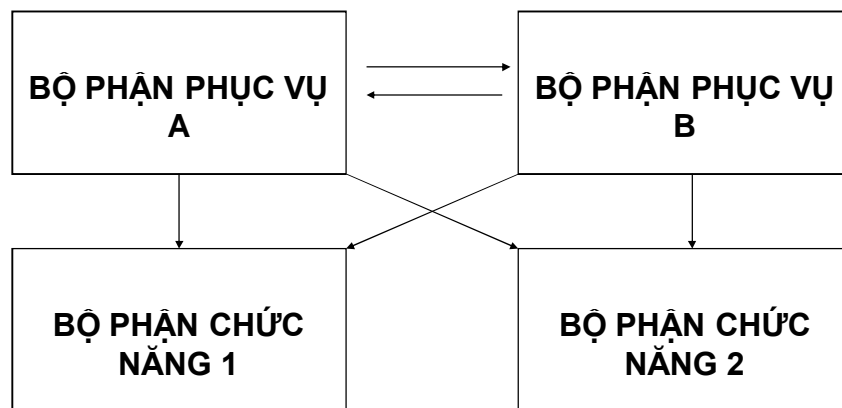 BỘ PHẬN PHỤC VỤ
A
BỘ PHẬN PHỤC VỤ
B
BỘ PHẬN CHỨC
NĂNG 1
BỘ PHẬN CHỨC
NĂNG 2